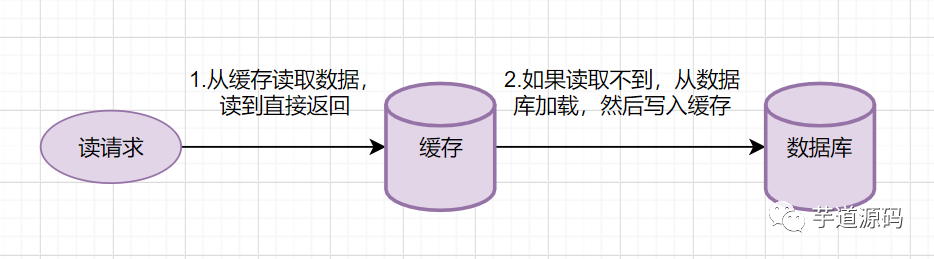 1.从缓存读取数据，
读到直接返回
2.如果读取不到，从数据
库加载，然后写入缓存
读请求
缓存
数据库
芋道源码